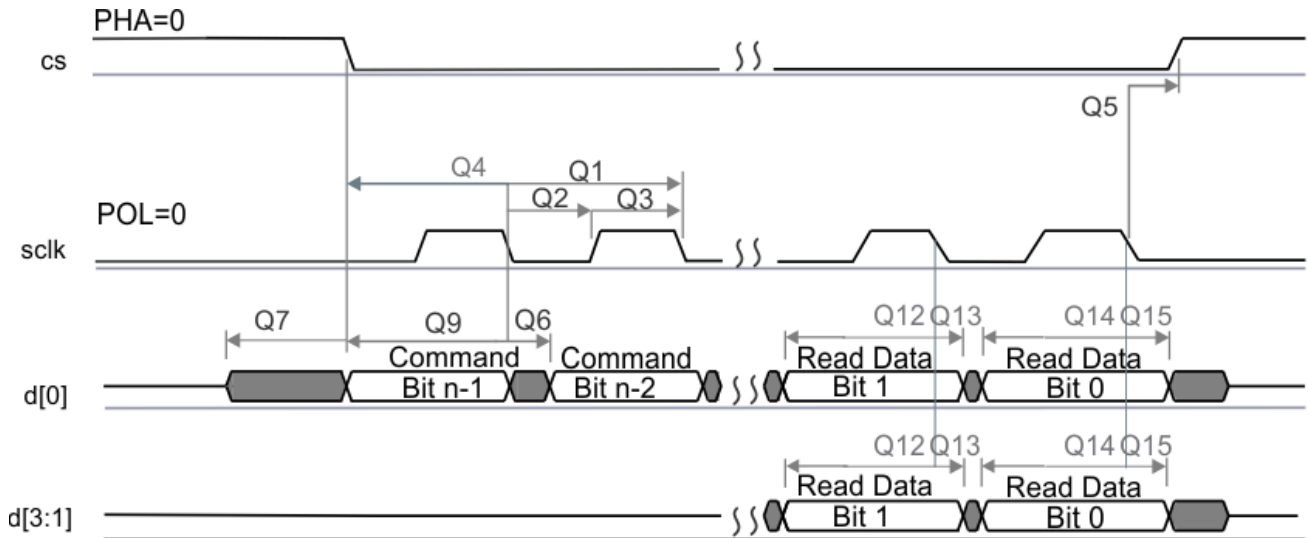 PHA=0
cs
Q5
Q4 Q1
Q2 Q3
POL=0
sclk
Q7 Q9 Q6 Q12 Q13 Q14 Q15
Command Command Read Data Read Data
d[0] Bit n-1 Bit n-2 Bit 1 Bit 0
Q12 Q13 Q14 Q15
Read Data Read Data
d[3:1] Bit 1 Bit 0